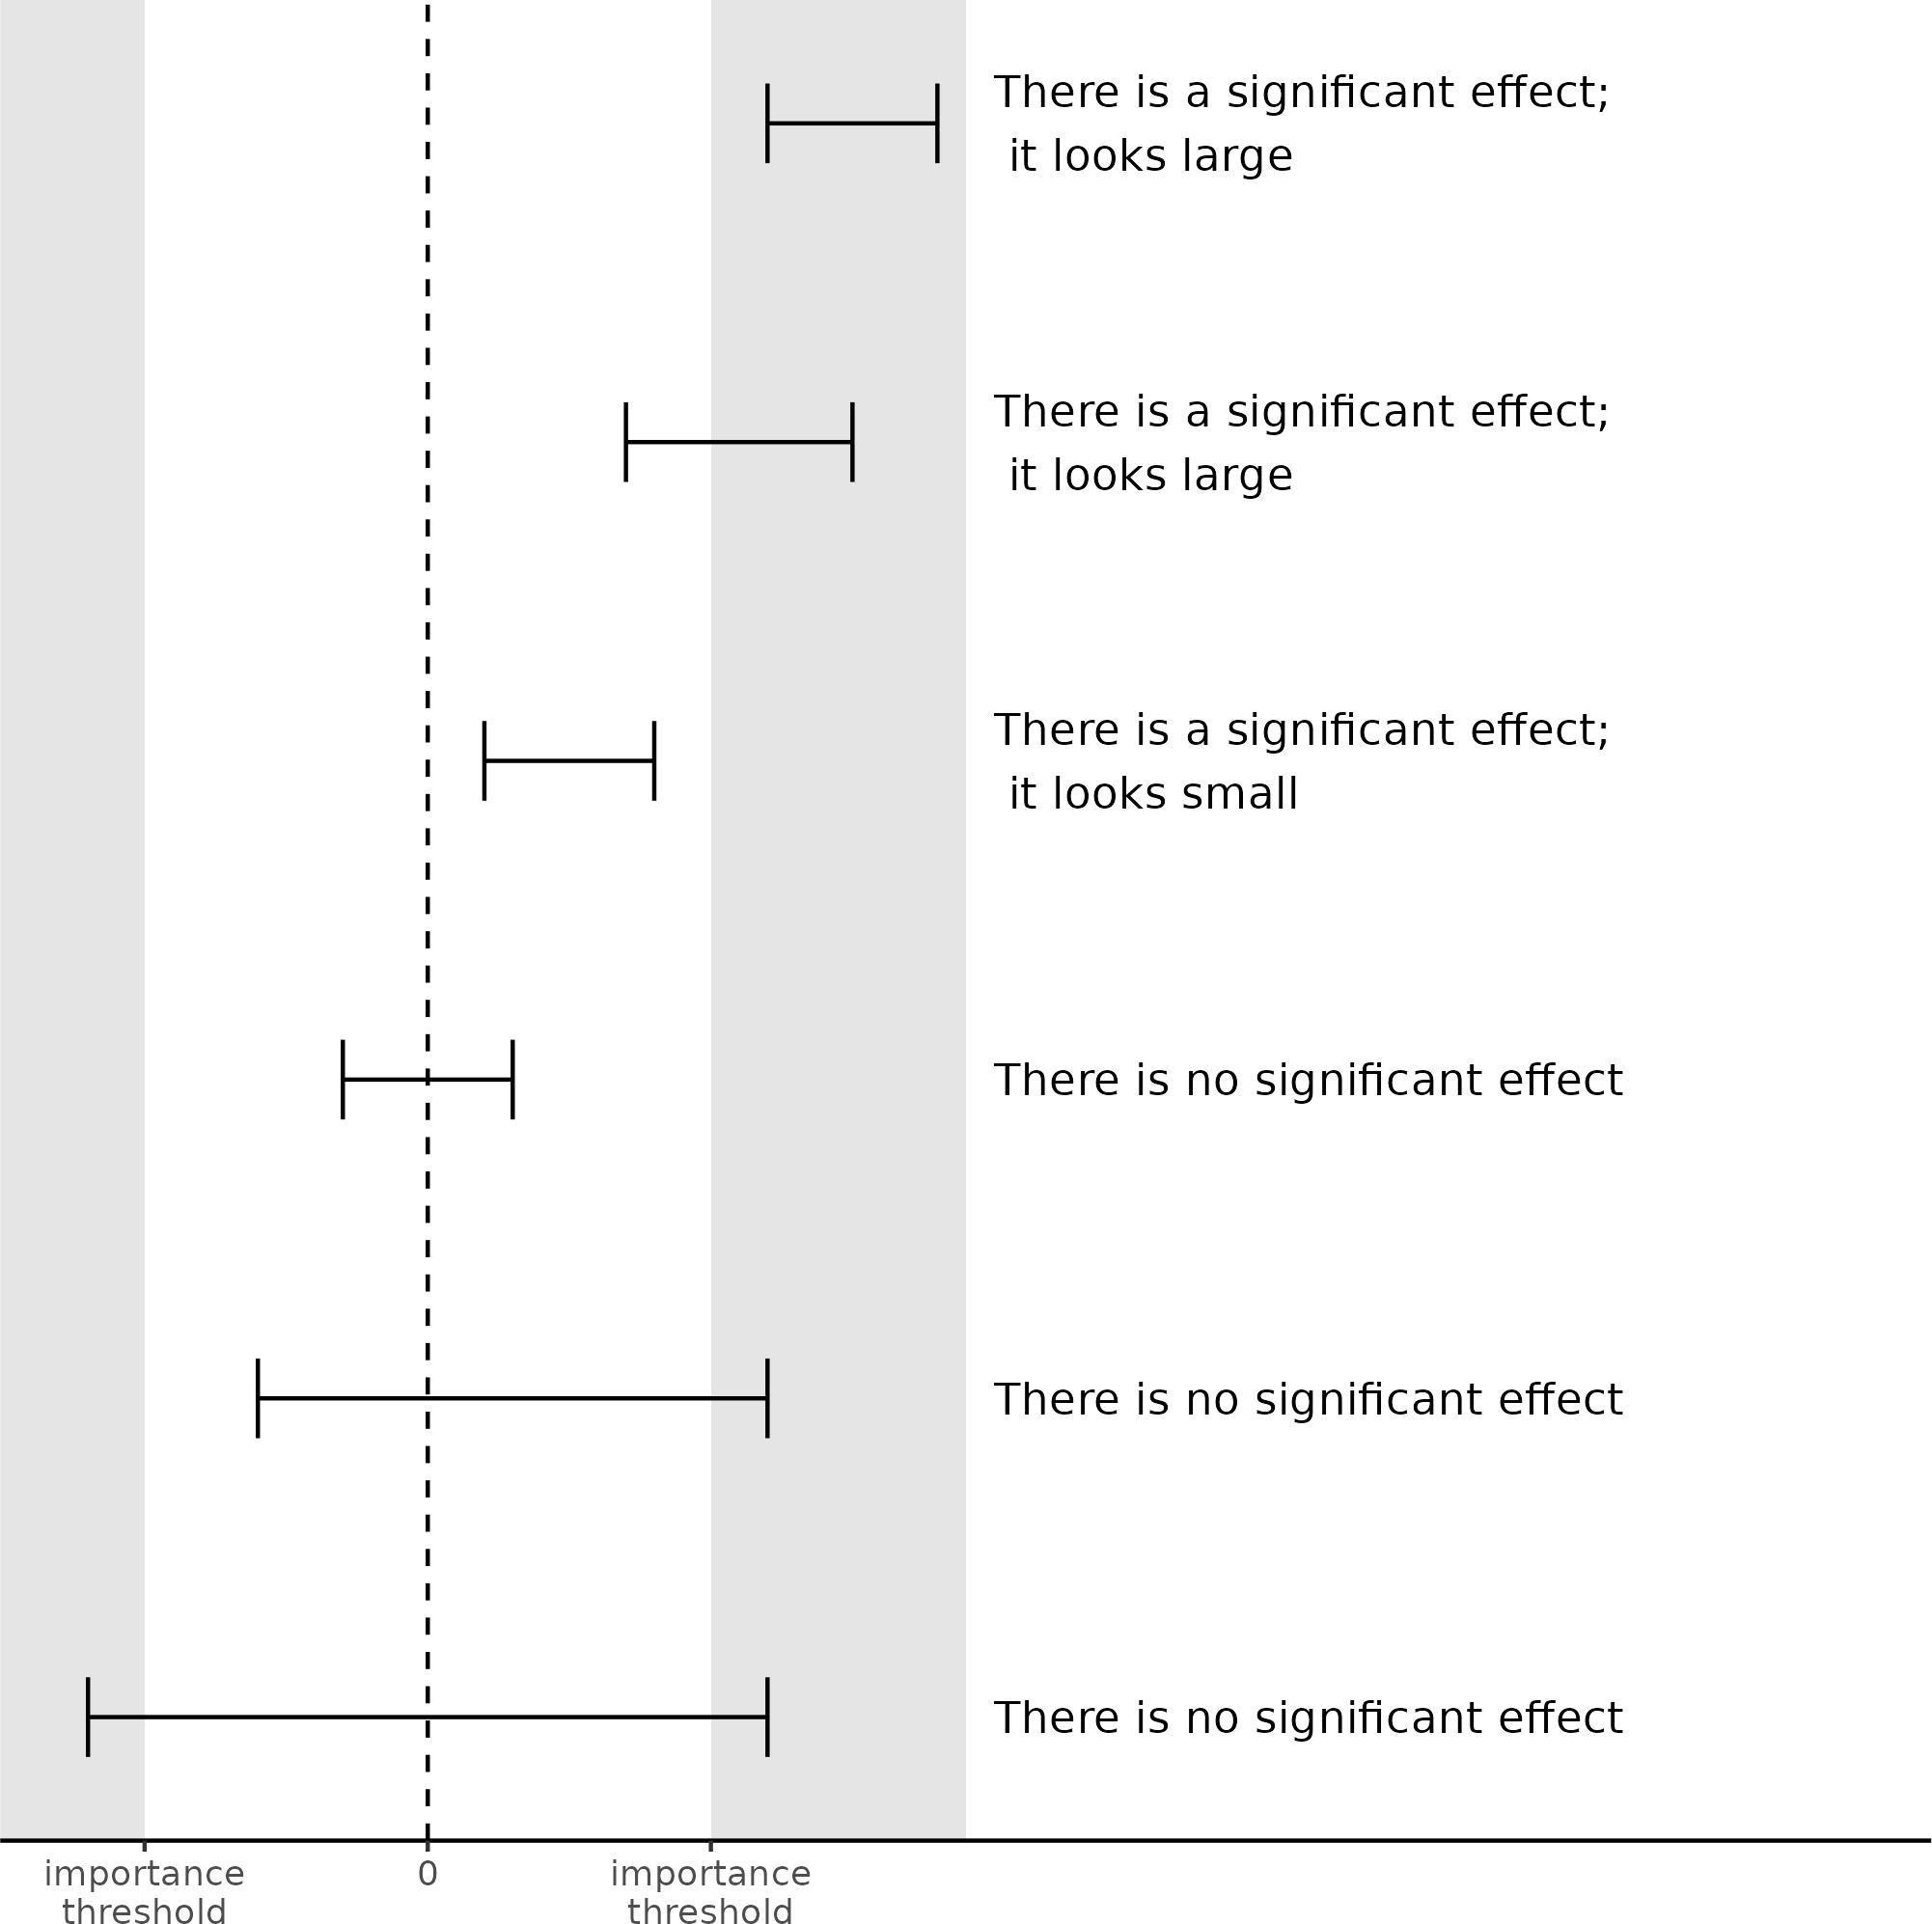 There is a significant effect;
it looks large
There is a significant effect;
it looks large
There is a significant effect;
it looks small
There is no significant effect
There is no significant effect
There is no significant effect
importance
threshold
0
importance
threshold